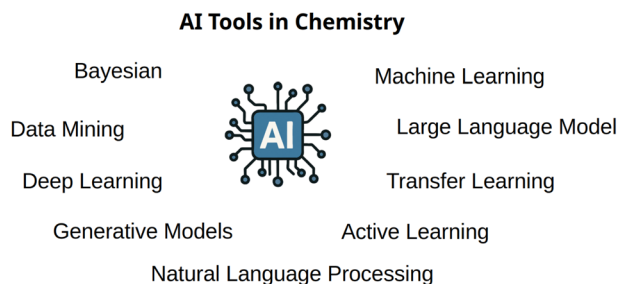 AI Tools in Chemistry
Bayesian
Machine Learning
Data Mining
AI
Large Language Model
Deep Learning
Transfer Learning
Generative Models
Active Learning
Natural Language Processing